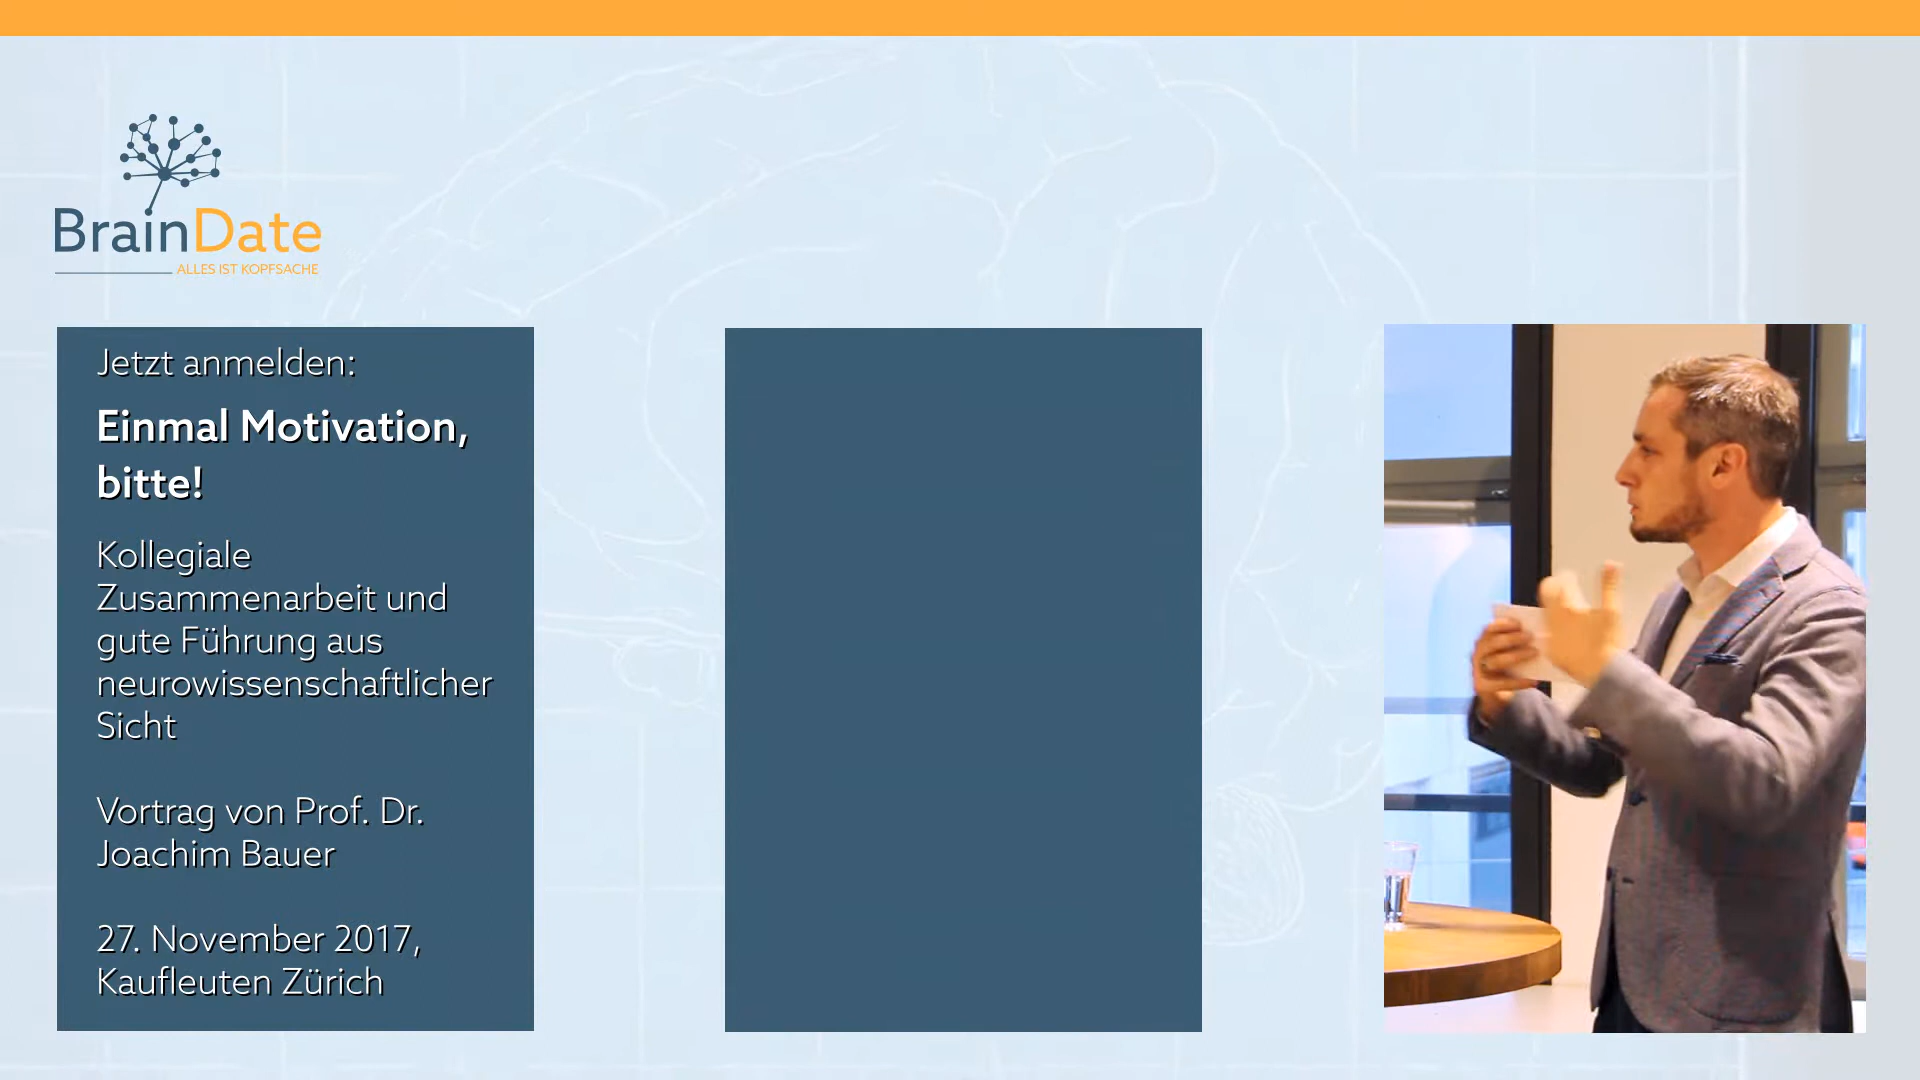 BrainDate
ALLES IST KOPFSACHE
Jetzt anmelden:
Einmal Motivation,
bitte!
Kollegiale
Zusammenarbeit und
gute Führung aus
neurowissenschaftlicher
Sicht
Vortrag von Prof. Dr.
Joachim Bauer
27. November 2017,
Kaufleuten Zürich